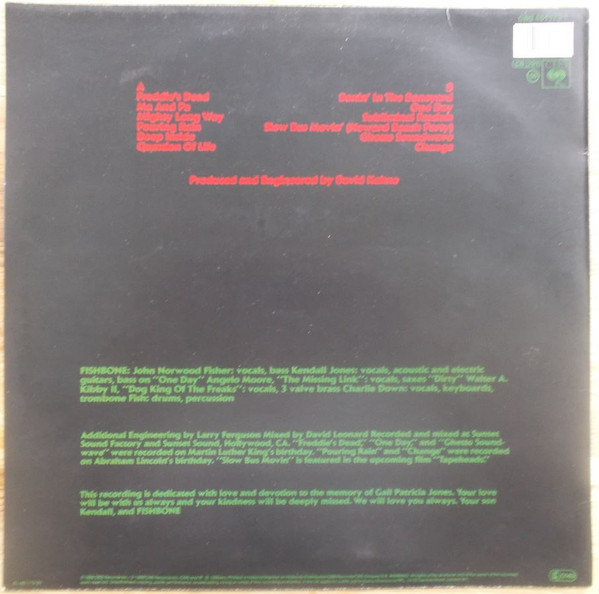 A
Freddie's Dead
Ma And Pa
Mighty Long Way
Pouring Rain
Deep Inside
Question Of Life
B
Bonin' In The Boneyard
One Day
Subliminal Fascism
Slow Bus Movin' (Howard Beach Party)
Ghetto Soundwave
Change
Produced and Engineered by David Kahne
FISHBONE: John Norwood Fisher: vocals, bass Kendall Jones: vocals, acoustic and electric
guitars, bass on "One Day" Angelo Moore, "The Missing Link": vocals, saxes "Dirty" Walter A.
Kibby II, "Dog King Of The Freaks": vocals, 3 valve brass Charlie Down: vocals, keyboards,
trombone Fish: drums, percussion
Additional Engineering by Larry Ferguson Mixed by David Leonard Recorded and mixed at Sunset
Sound Factory and Sunset Sound, Hollywood, CA. "Freddie's Dead," "One Day," and "Ghetto Sound-
wave" were recorded on Martin Luther King's birthday. "Pouring Rain" and "Change" were recorded
on Abraham Lincoln's birthday. "Slow Bus Movin" is featured in the upcoming film "Tapeheads."
This recording is dedicated with love and devotion to the memory of Gail Patricia Jones. Your love
will be with us always and your kindness will be deeply missed. We will love you always. Your son
Kendall, and FISHBONE